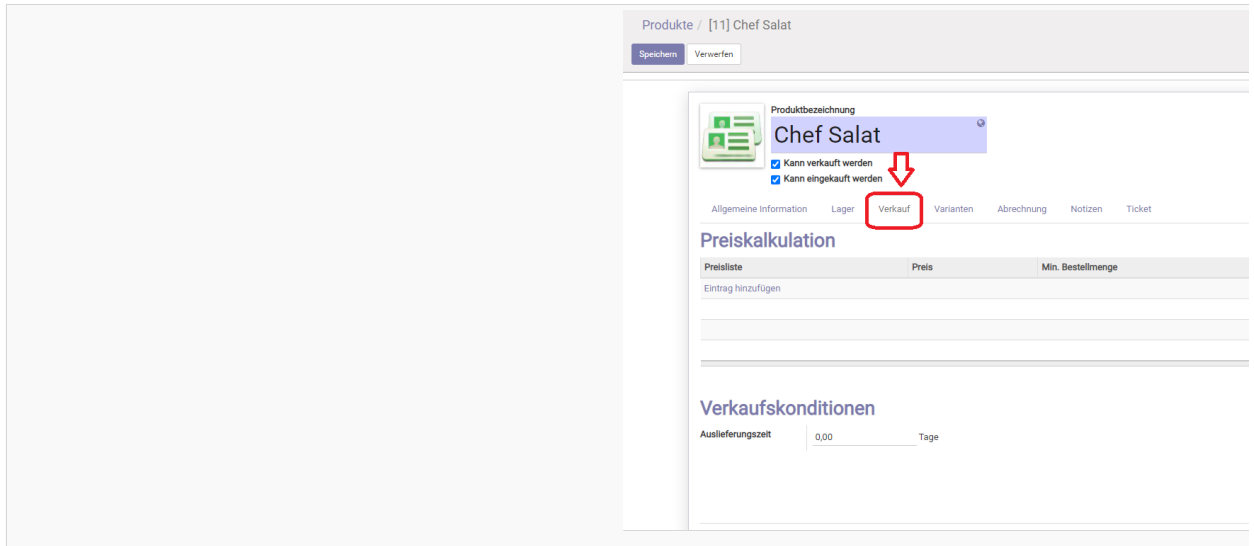 Produkte / [11] Chef Salat
Speichern Verwerfen
Produktbezeichnung
Chef Salat
Kann verkauft werden
Kann eingekauft werden
Allgemeine Information Lager Verkauf Varianten Abrechnung Notizen Ticket
Preiskalkulation
Preisliste Preis Min. Bestellmenge
Eintrag hinzufügen
Verkaufskonditionen
Auslieferungszeit 0,00 Tage